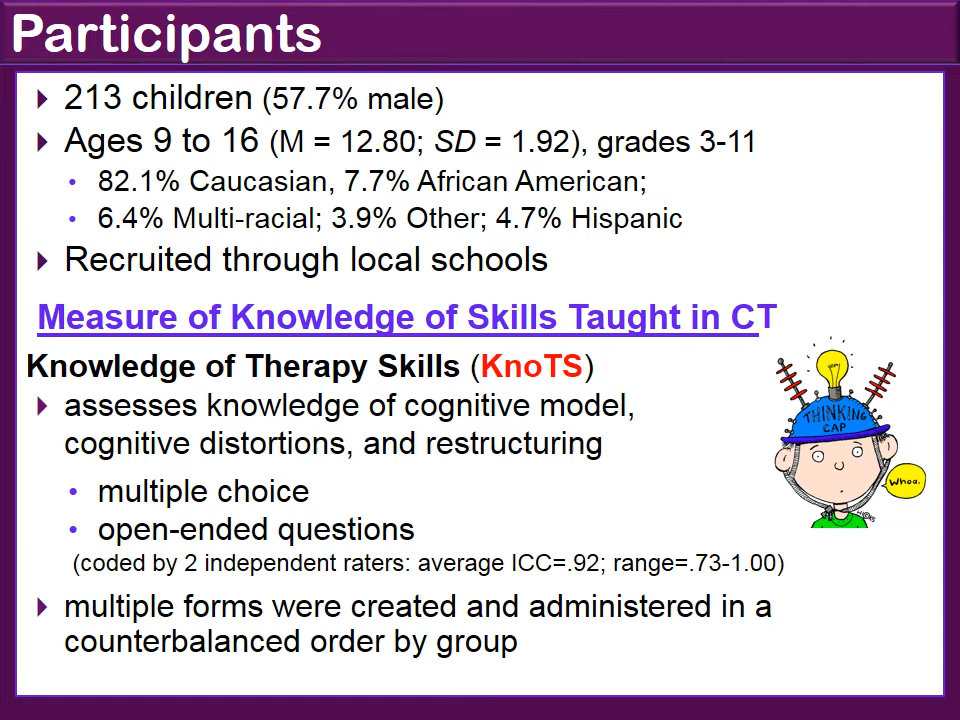 Participants
213 children (57.7% male)
Ages 9 to 16 (M = 12.80; SD = 1.92), grades 3-11
82.1% Caucasian, 7.7% African American;
6.4% Multi-racial; 3.9% Other; 4.7% Hispanic
Recruited through local schools
Measure of Knowledge of Skills Taught in CT
Knowledge of Therapy Skills (KnoTS)
assesses knowledge of cognitive model,
cognitive distortions, and restructuring
THINKING
CAP
Whoa.
multiple choice
open-ended questions
(coded by 2 independent raters: average ICC=.92; range=.73-1.00)
multiple forms were created and administered in a
counterbalanced order by group